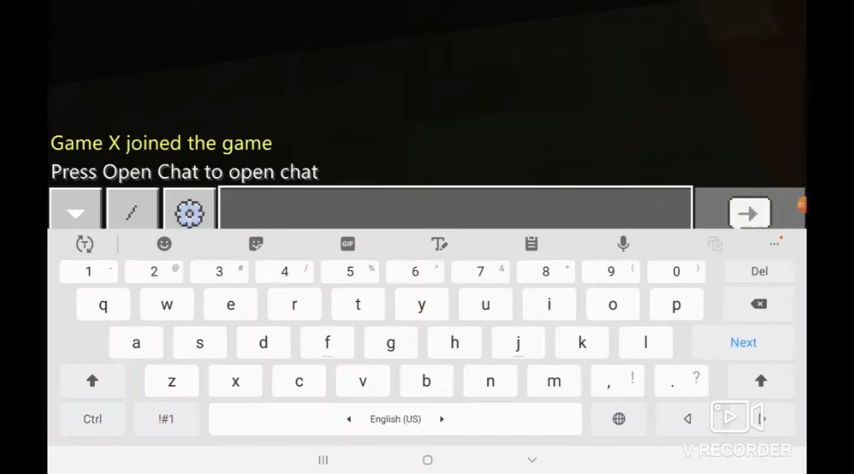 Game X joined the game
Press Open Chat to open chat
/
GIF
1 - 2 @ 3 # 4 / 5 % 6 ^ 7 & 8 * 9 ( 0 ) Del
q w e r t y u i o p
a s d f g h j k l Next
z x c v b n m , ! . ?
Ctrl !#1 English (US)
V RECORDER